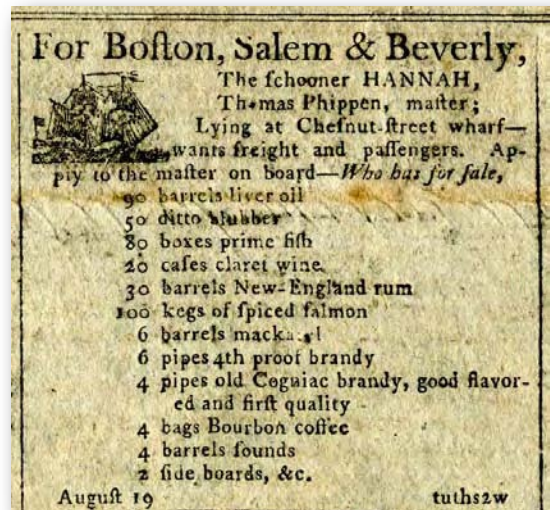 For Boſton, Salem & Beverly,
The ſchooner HANNAH,
Thomas Phippen, maſter;
Lying at Cheſnut-ſtreet wharf—
wants freight and paſſengers. Ap-
ply to the maſter on board—Who has for ſale,
90 barrels liver oil
50 ditto blubber
80 boxes prime fiſh
20 caſes claret wine
30 barrels New-England rum
100 kegs of ſpiced ſalmon
6 barrels mackarel
6 pipes 4th proof brandy
4 pipes old Cogniac brandy, good flavor-
ed and firſt quality
4 bags Bourbon coffee
4 barrels ſounds
2 ſide boards, &c.
Auguſt 19 tuths2w